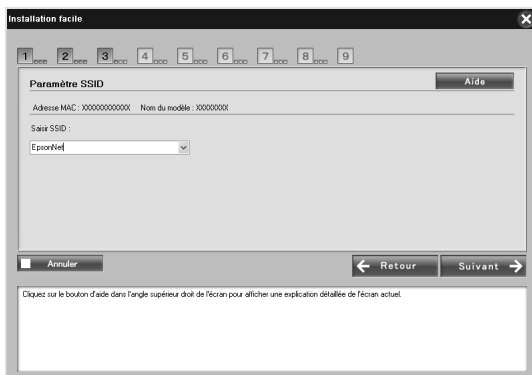 Installation facile
1 2 3 4 5 6 7 8 9
Paramètre SSID
Aide
Adresse MAC : XXXXXXXXXXXX Nom du modèle : XXXXXXXX
Saisir SSID :
EpsonNet
Annuler
Retour
Suivant
Cliquez sur le bouton d'aide dans l'angle supérieur droit de l'écran pour afficher une explication détaillée de l'écran actuel.